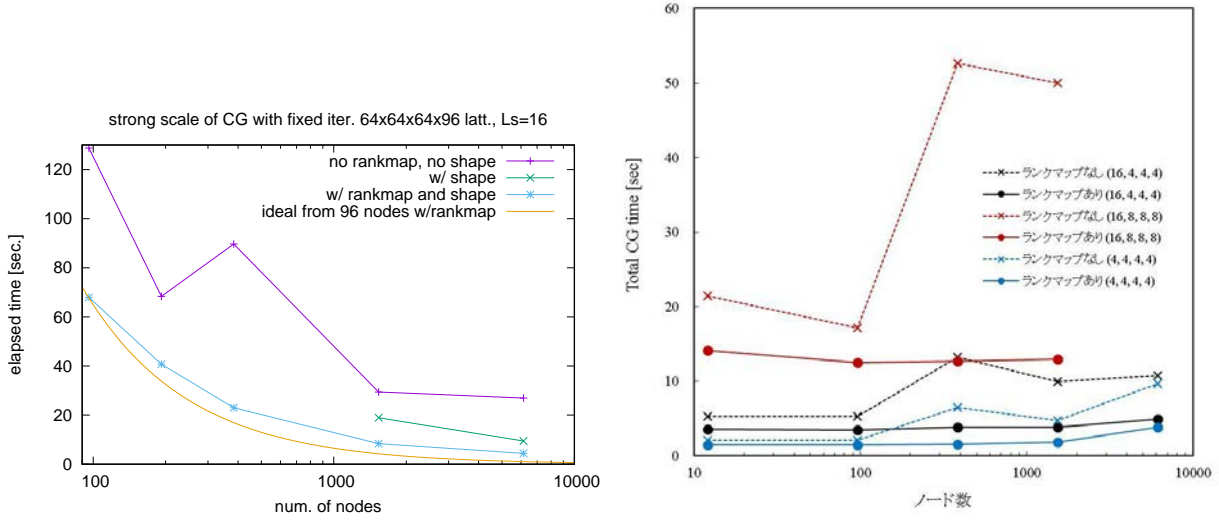 strong scale of CG with fixed iter. 64x64x64x96 latt., Ls=16
elapsed time [sec.]
120
100
80
60
40
20
0
no rankmap, no shape
w/ shape
w/ rankmap and shape
ideal from 96 nodes w/rankmap
100
1000
10000
num. of nodes
Total CG time [sec]
60
50
40
30
20
10
0
ランクマップなし(16, 4, 4, 4)
ランクマップあり(16, 4, 4, 4)
ランクマップなし(16, 8, 8, 8)
ランクマップあり(16, 8, 8, 8)
ランクマップなし(4, 4, 4, 4)
ランクマップあり(4, 4, 4, 4)
10
100
1000
10000
ノード数